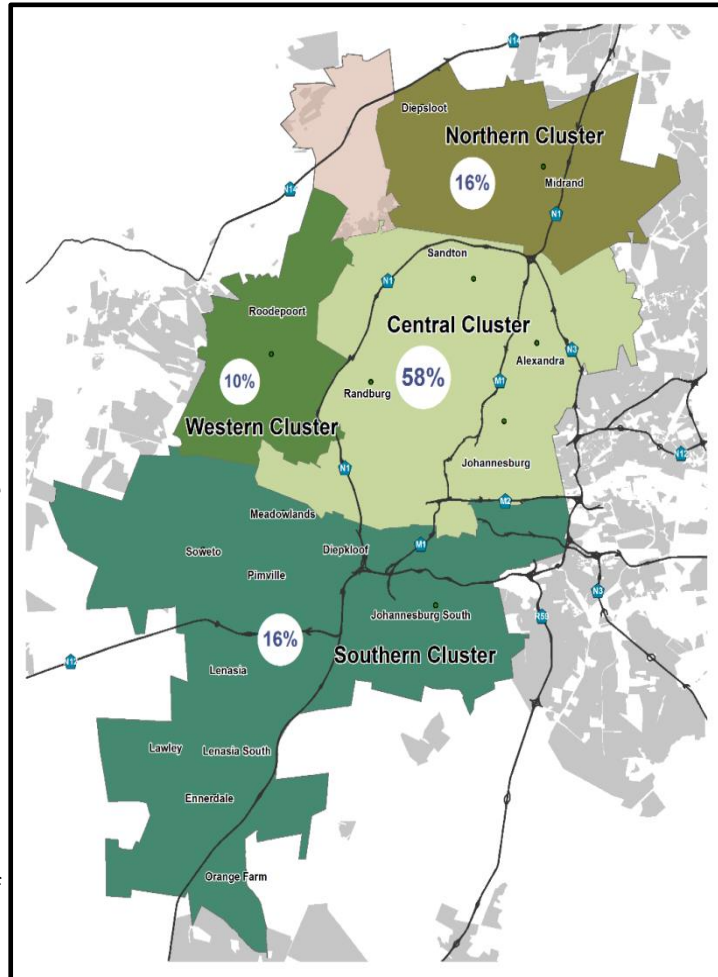 N14
Diepsloot
Northern Cluster
16%
Midrand
N14
N1
Sandton
N1
Roodepoort
Central Cluster
Alexandra
N3
10%
Randburg
58%
M1
Western Cluster
N1
Johannesburg
N12
M2
Meadowlands
Soweto
Diepkloof
M1
Pimville
N3
Johannesburg South
R59
16%
Southern Cluster
N12
Lenasia
Lawley
Lenasia South
Ennerdale
Orange Farm